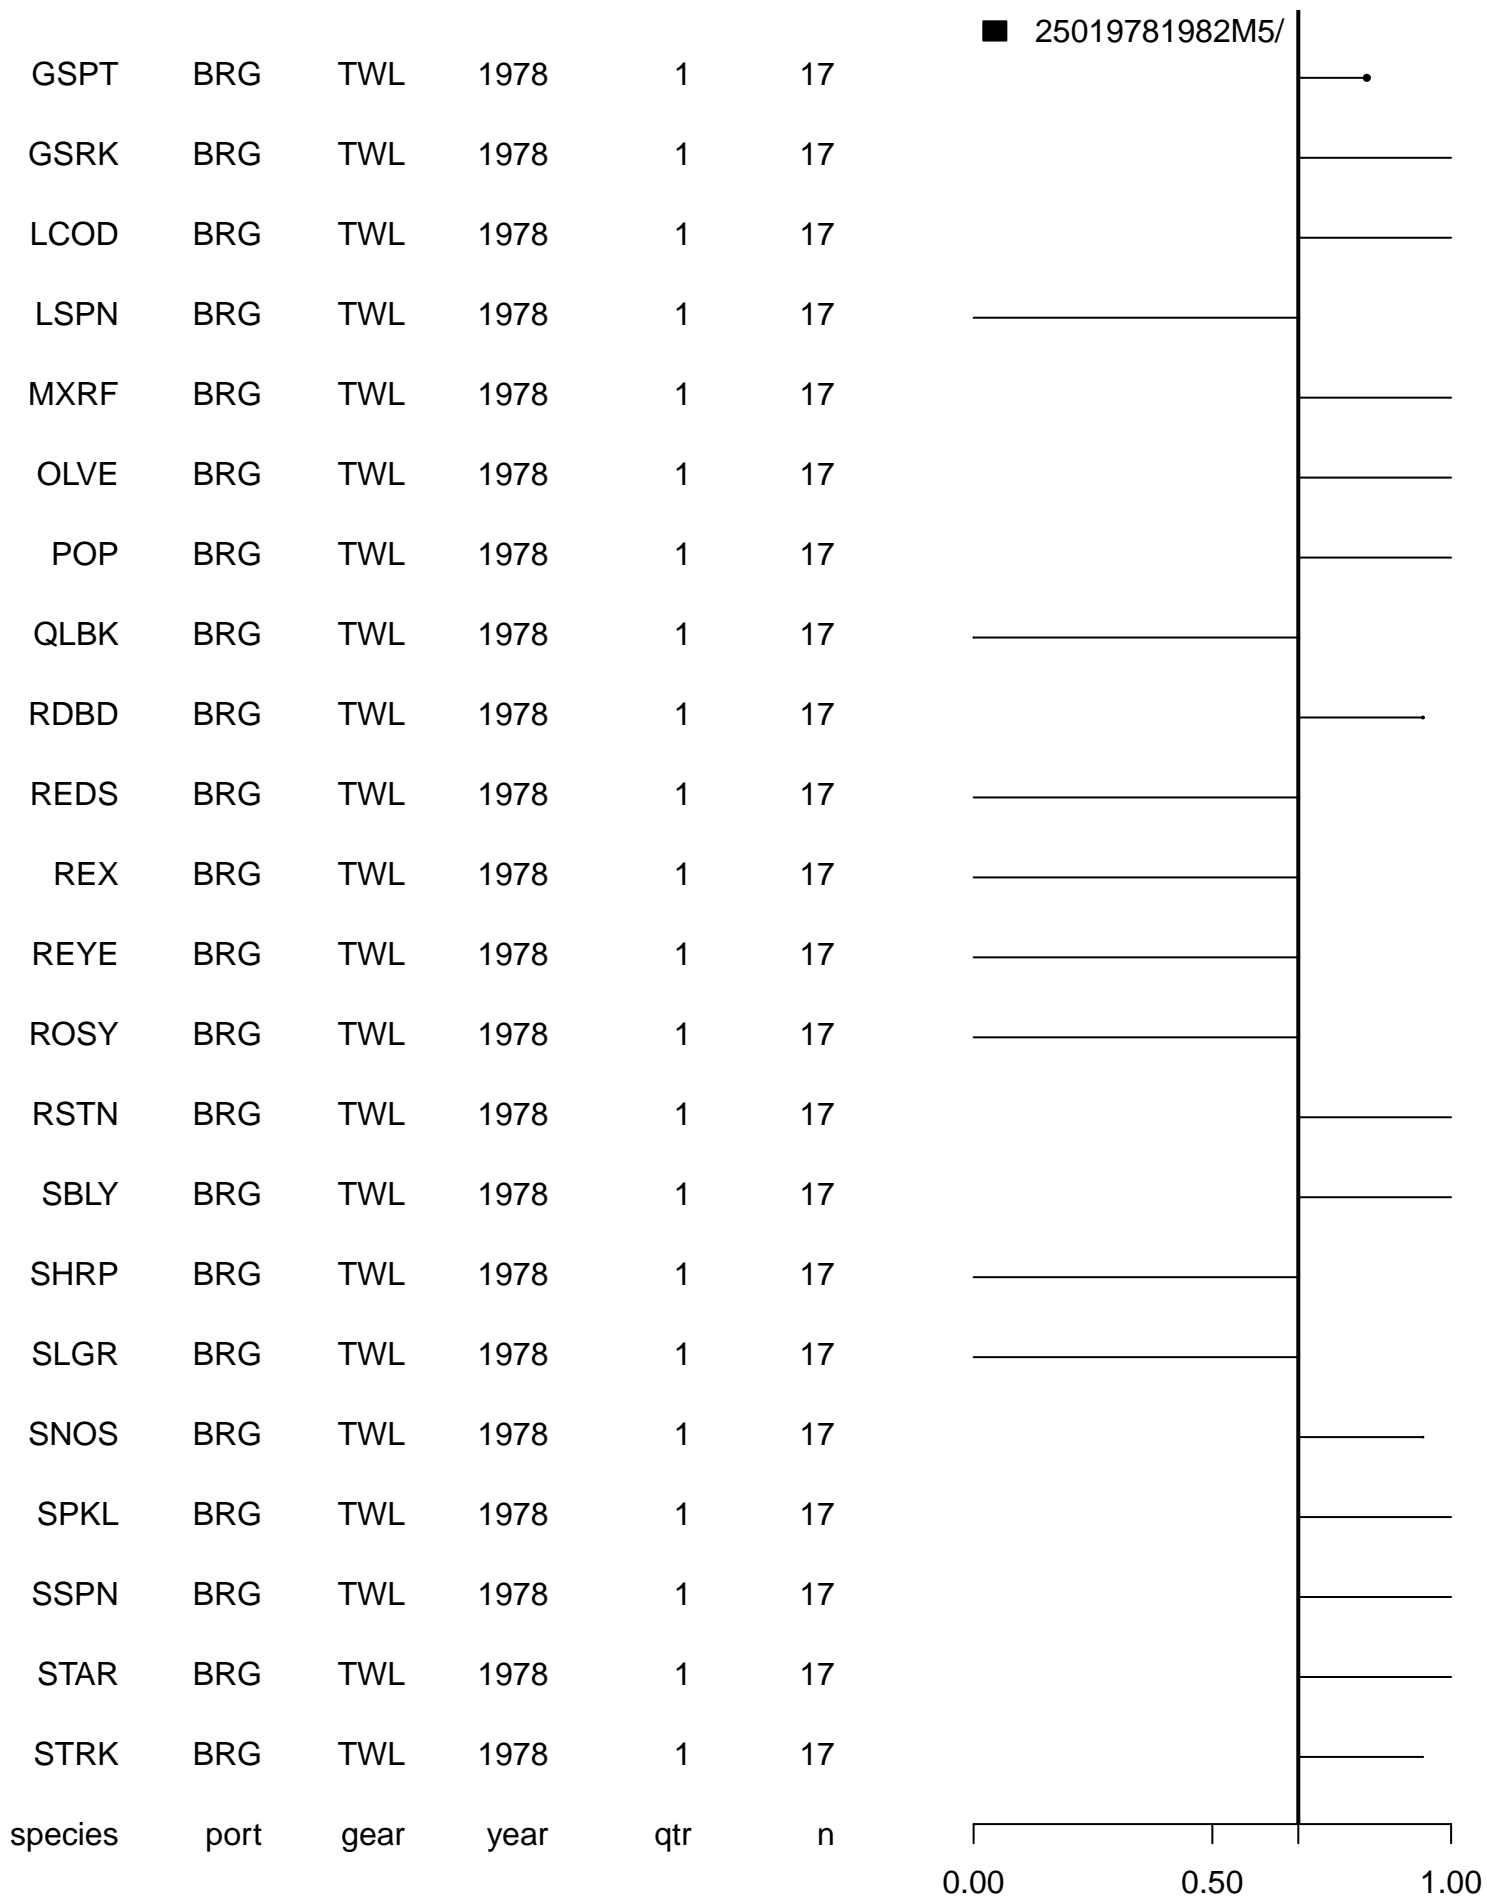 25019781982M5/
GSPT BRG TWL 1978 1 17
GSRK BRG TWL 1978 1 17
LCOD BRG TWL 1978 1 17
LSPN BRG TWL 1978 1 17
MXRF BRG TWL 1978 1 17
OLVE BRG TWL 1978 1 17
POP BRG TWL 1978 1 17
QLBK BRG TWL 1978 1 17
RDBD BRG TWL 1978 1 17
REDS BRG TWL 1978 1 17
REX BRG TWL 1978 1 17
REYE BRG TWL 1978 1 17
ROSY BRG TWL 1978 1 17
RSTN BRG TWL 1978 1 17
SBLY BRG TWL 1978 1 17
SHRP BRG TWL 1978 1 17
SLGR BRG TWL 1978 1 17
SNOS BRG TWL 1978 1 17
SPKL BRG TWL 1978 1 17
SSPN BRG TWL 1978 1 17
STAR BRG TWL 1978 1 17
STRK BRG TWL 1978 1 17
species port gear year qtr n
0.00 0.50 1.00